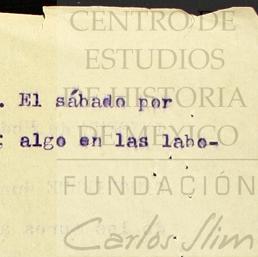 CENTRO DE
ESTUDIOS
DE HISTORIA
DE MEXICO
. El sábado por
algo en las labo-
FUNDACIÓN
Carlos Slim